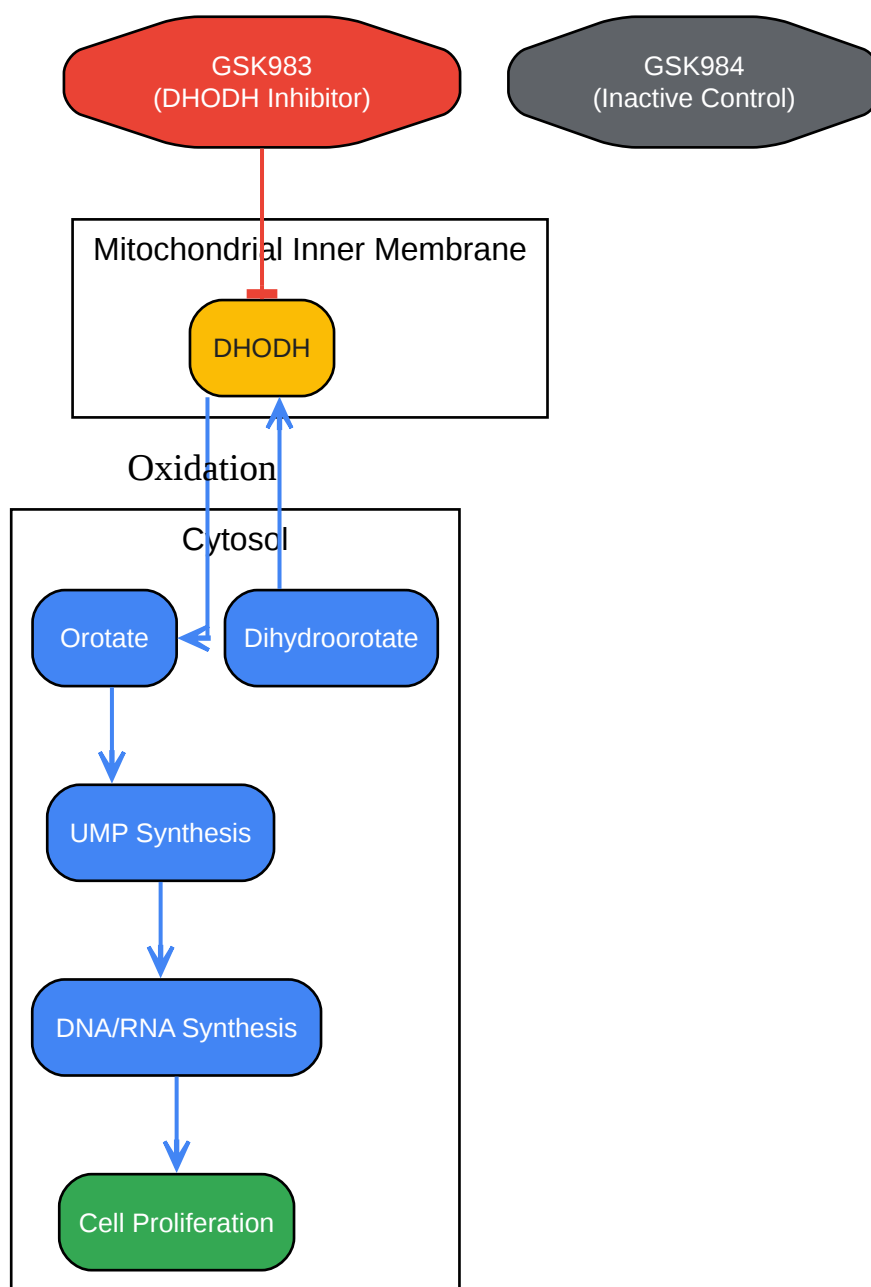 GSK983
(DHODH Inhibitor)
GSK984
(Inactive Control)
Mitochondrial Inner Membrane
DHODH
Oxidation
Cytosol
Orotate
Dihydroorotate
UMP Synthesis
DNA/RNA Synthesis
Cell Proliferation